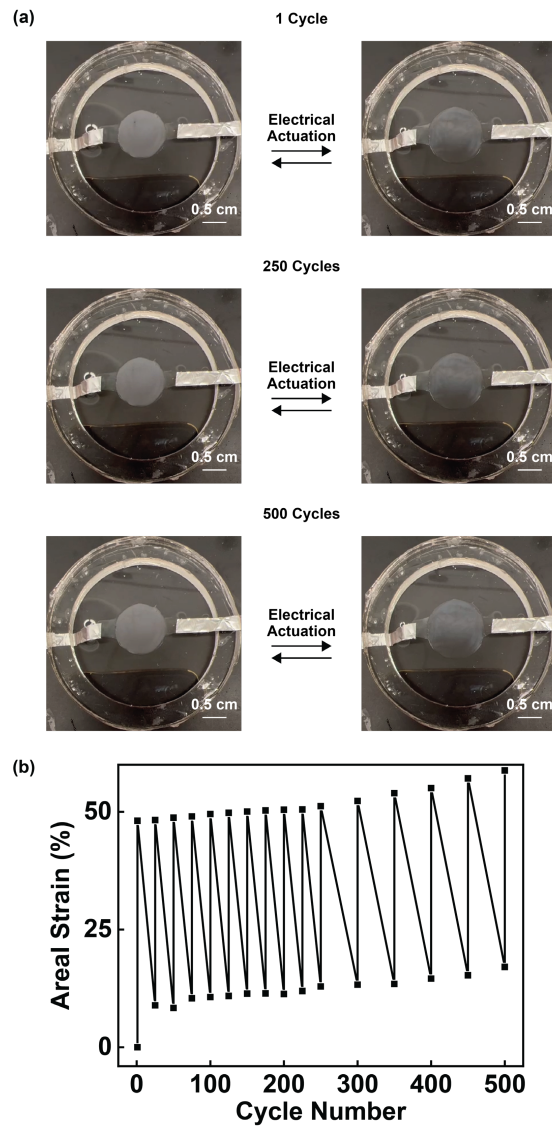 (a)
1 Cycle
Electrical
Actuation
0.5 cm
0.5 cm
250 Cycles
Electrical
Actuation
0.5 cm
0.5 cm
500 Cycles
Electrical
Actuation
0.5 cm
0.5 cm
(b)
50
25
0
Areal Strain (%)
0 100 200 300 400 500
Cycle Number